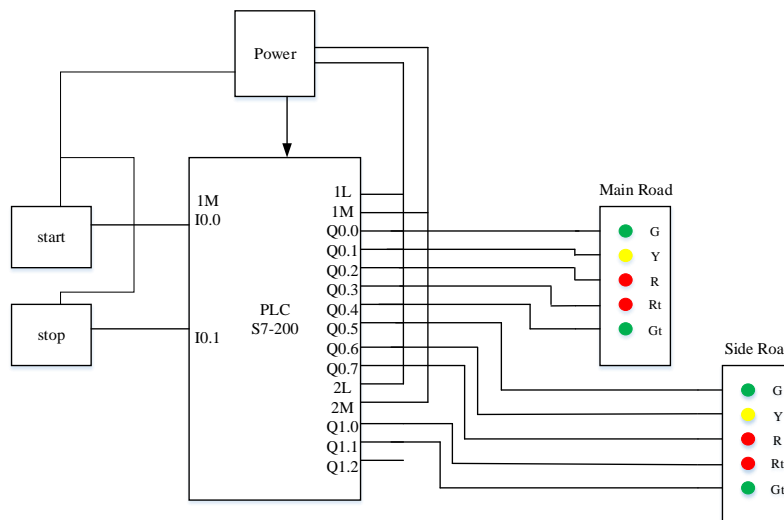 Power
start
stop
1M
I0.0
I0.1
PLC
S7-200
1L
1M
Q0.0
Q0.1
Q0.2
Q0.3
Q0.4
Q0.5
Q0.6
Q0.7
2L
2M
Q1.0
Q1.1
Q1.2
Main Road
G
Y
R
Rt
Gt
Side Roa
G
Y
R
Rt
Gt